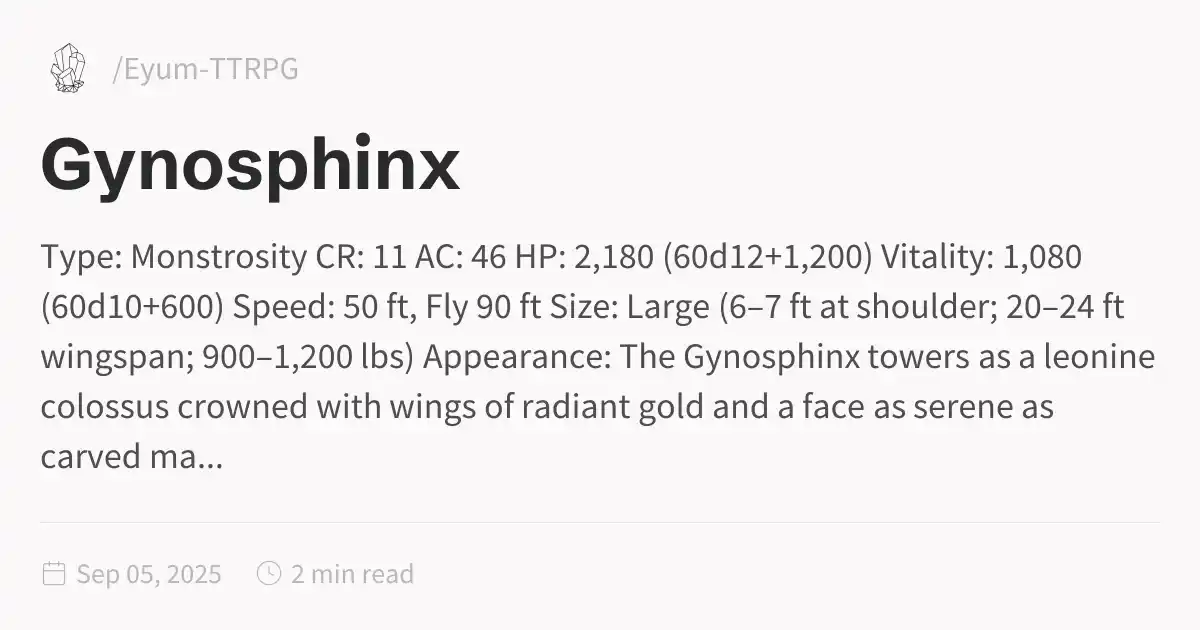 /Eyum-TTRPG
Gynosphinx
Type: Monstrosity CR: 11 AC: 46 HP: 2,180 (60d12+1,200) Vitality: 1,080
(60d10+600) Speed: 50 ft, Fly 90 ft Size: Large (6–7 ft at shoulder; 20–24 ft
wingspan; 900–1,200 lbs) Appearance: The Gynosphinx towers as a leonine
colossus crowned with wings of radiant gold and a face as serene as
carved ma...
Sep 05, 2025 2 min read